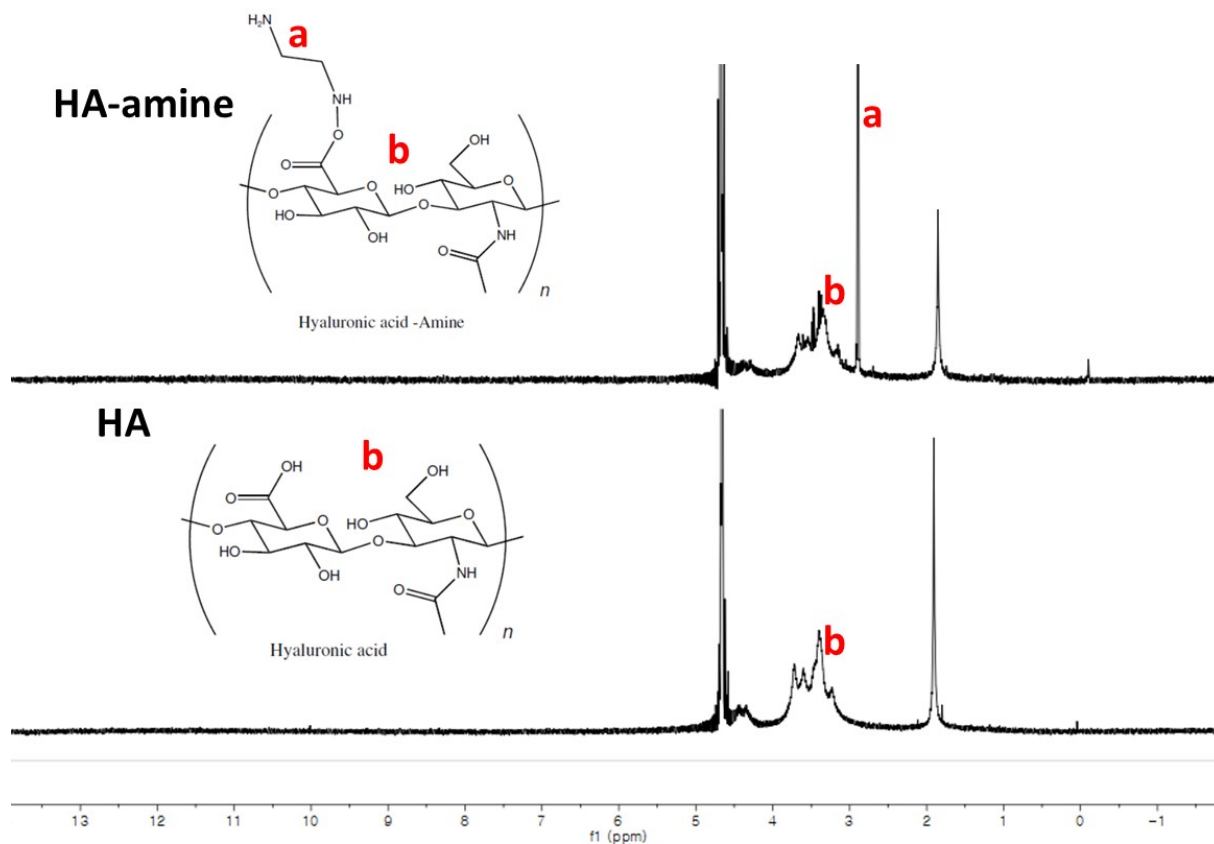 H₂N
a
NH
HA-amine
O
b
OH
O
O
HO
O
O
O
O
HO
OH
NH
O
n
Hyaluronic acid -Amine
a
b
HA
b
OH
OH
O
O
HO
O
O
O
HO
OH
NH
O
n
Hyaluronic acid
b
13 12 11 10 9 8 7 6 5 4 3 2 1 0 -1
f1 (ppm)